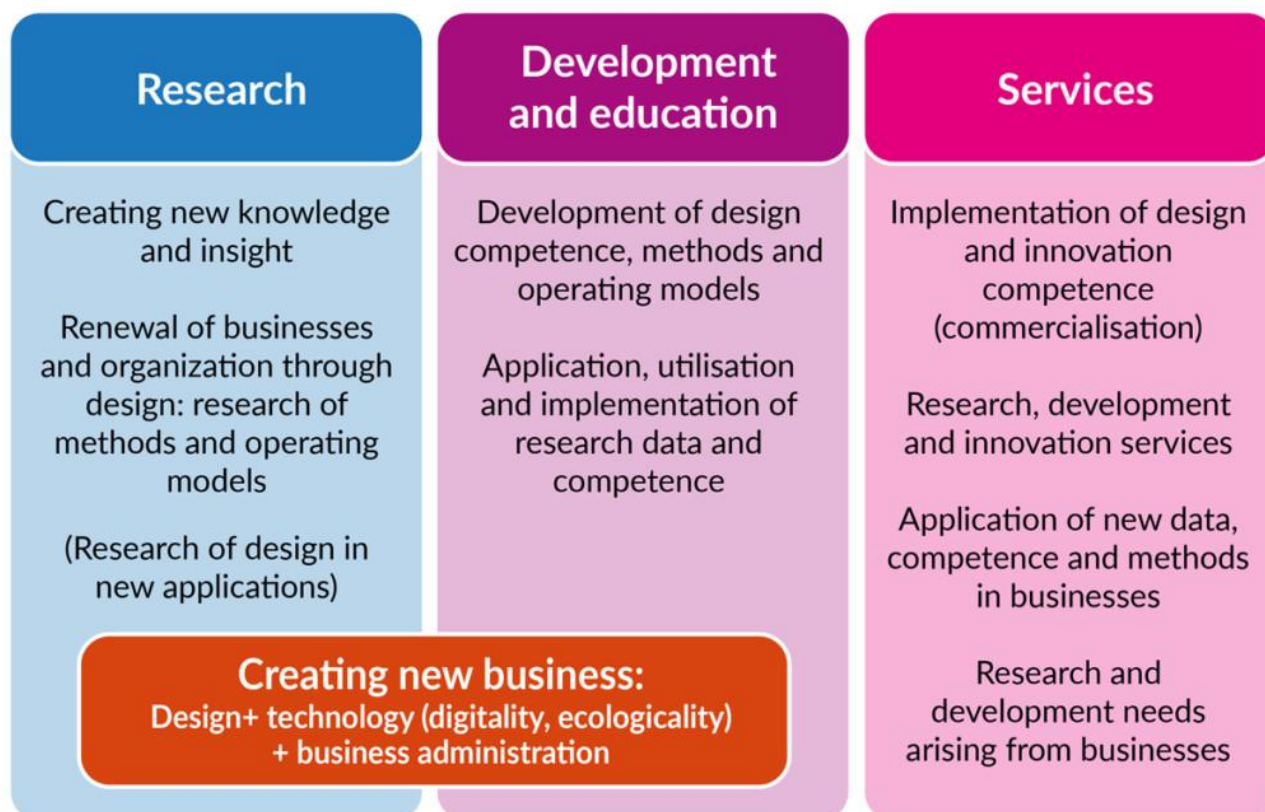 Research
Creating new knowledge
and insight
Renewal of businesses
and organization through
design: research of
methods and operating
models
(Research of design in
new applications)
Development
and education
Development of design
competence, methods and
operating models
Application, utilisation
and implementation of
research data and
competence
Creating new business:
Design+ technology (digitality, ecologicality)
+ business administration
Services
Implementation of design
and innovation
competence
(commercialisation)
Research, development
and innovation services
Application of new data,
competence and methods
in businesses
Research and
development needs
arising from businesses